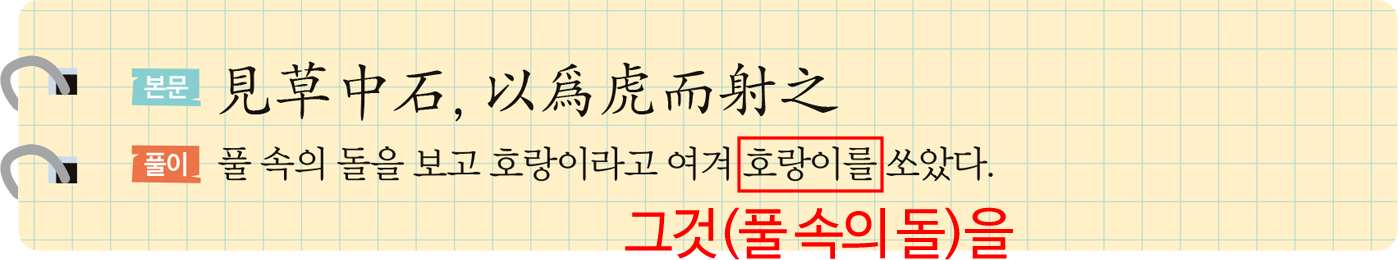 본문 見草中石, 以爲虎而射之
풀이 풀 속의 돌을 보고 호랑이라고 여겨 호랑이를 쏘았다.
그것(풀 속의 돌)을